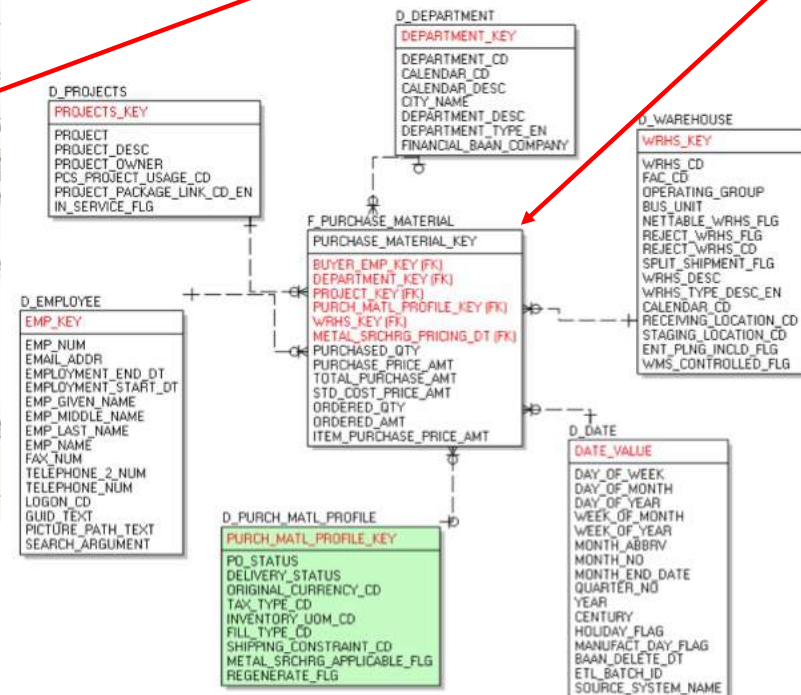 D_DEPARTMENT
DEPARTMENT_KEY
DEPARTMENT_CD
CALENDAR_CD
CALENDAR_DESC
CITY_NAME
DEPARTMENT_DESC
DEPARTMENT_TYPE_EN
FINANCIAL_BAAN_COMPANY
D_PROJECTS
PROJECTS_KEY
PROJECT
PROJECT_DESC
PROJECT_OWNER
PCS_PROJECT_USAGE_CD
PROJECT_PACKAGE_LINK_CD_EN
IN_SERVICE_FLG
D_WAREHOUSE
WRHS_KEY
WRHS_CD
FAC_CD
OPERATING_GROUP
BUS_UNIT
NETTABLE_WRHS_FLG
REJECT_WRHS_FLG
REJECT_WRHS_CD
SPLIT_SHIPMENT_FLG
WRHS_DESC
WRHS_TYPE_DESC_EN
CALENDAR_CD
RECEIVING_LOCATION_CD
STAGING_LOCATION_CD
ENT_PLNG_INCLD_FLG
WMS_CONTROLLED_FLG
F_PURCHASE_MATERIAL
PURCHASE_MATERIAL_KEY
BUYER_EMP_KEY (FK)
DEPARTMENT_KEY (FK)
PROJECT_KEY (FK)
PURCH_MATL_PROFILE_KEY (FK)
WRHS_KEY (FK)
METAL_SRCHRG_PRICING_DT (FK)
PURCHASED_QTY
PURCHASE_PRICE_AMT
TOTAL_PURCHASE_AMT
STD_COST_PRICE_AMT
ORDERED_QTY
ORDERED_AMT
ITEM_PURCHASE_PRICE_AMT
D_EMPLOYEE
EMP_KEY
EMP_NUM
EMAIL_ADDR
EMPLOYMENT_END_DT
EMPLOYMENT_START_DT
EMP_GIVEN_NAME
EMP_MIDDLE_NAME
EMP_LAST_NAME
EMP_NAME
FAX_NUM
TELEPHONE_2_NUM
TELEPHONE_NUM
LOGON_CD
GUID_TEXT
PICTURE_PATH_TEXT
SEARCH_ARGUMENT
D_DATE
DATE_VALUE
DAY_OF_WEEK
DAY_OF_MONTH
DAY_OF_YEAR
WEEK_OF_MONTH
WEEK_OF_YEAR
MONTH_ABBRV
MONTH_NO
MONTH_END_DATE
QUARTER_NO
YEAR
CENTURY
HOLIDAY_FLAG
MANUFACT_DAY_FLAG
BAAN_DELETE_DT
ETL_BATCH_ID
SOURCE_SYSTEM_NAME
D_PURCH_MATL_PROFILE
PURCH_MATL_PROFILE_KEY
PO_STATUS
DELIVERY_STATUS
ORIGINAL_CURRENCY_CD
TAX_TYPE_CD
INVENTORY_UOM_CD
FILL_TYPE_CD
SHIPPING_CONSTRAINT_CD
METAL_SRCHRG_APPLICABLE_FLG
REGENERATE_FLG